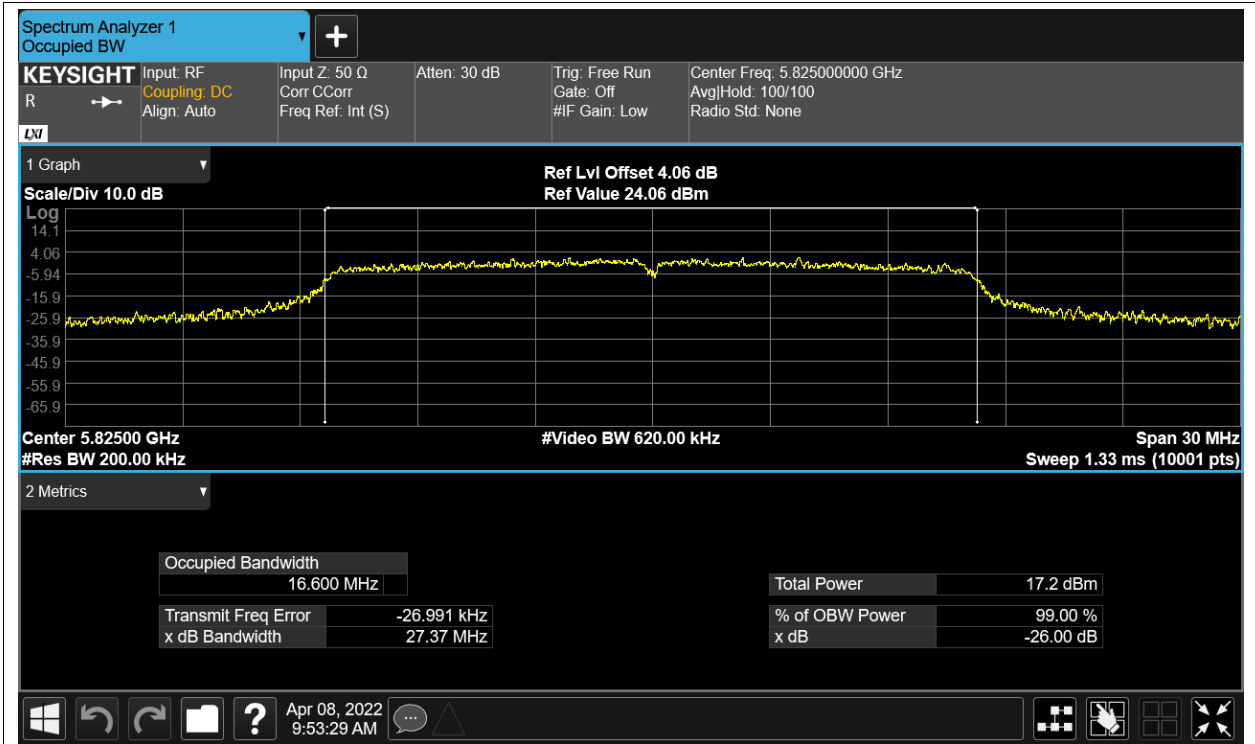 Spectrum Analyzer 1
Occupied BW
KEYSIGHT
R
LXI
Input: RF
Coupling: DC
Align: Auto
Input Z: 50 Ω
Corr CCorr
Freq Ref: Int (S)
Atten: 30 dB
Trig: Free Run
Gate: Off
#IF Gain: Low
Center Freq: 5.825000000 GHz
Avg|Hold: 100/100
Radio Std: None
1 Graph
Scale/Div 10.0 dB
Ref Lvl Offset 4.06 dB
Ref Value 24.06 dBm
Log
14.1
4.06
-5.94
-15.9
-25.9
-35.9
-45.9
-55.9
-65.9
Center 5.82500 GHz
#Res BW 200.00 kHz
#Video BW 620.00 kHz
Span 30 MHz
Sweep 1.33 ms (10001 pts)
2 Metrics
Occupied Bandwidth
16.600 MHz
Transmit Freq Error -26.991 kHz
x dB Bandwidth 27.37 MHz
Total Power 17.2 dBm
% of OBW Power 99.00 %
x dB -26.00 dB
?
Apr 08, 2022
9:53:29 AM